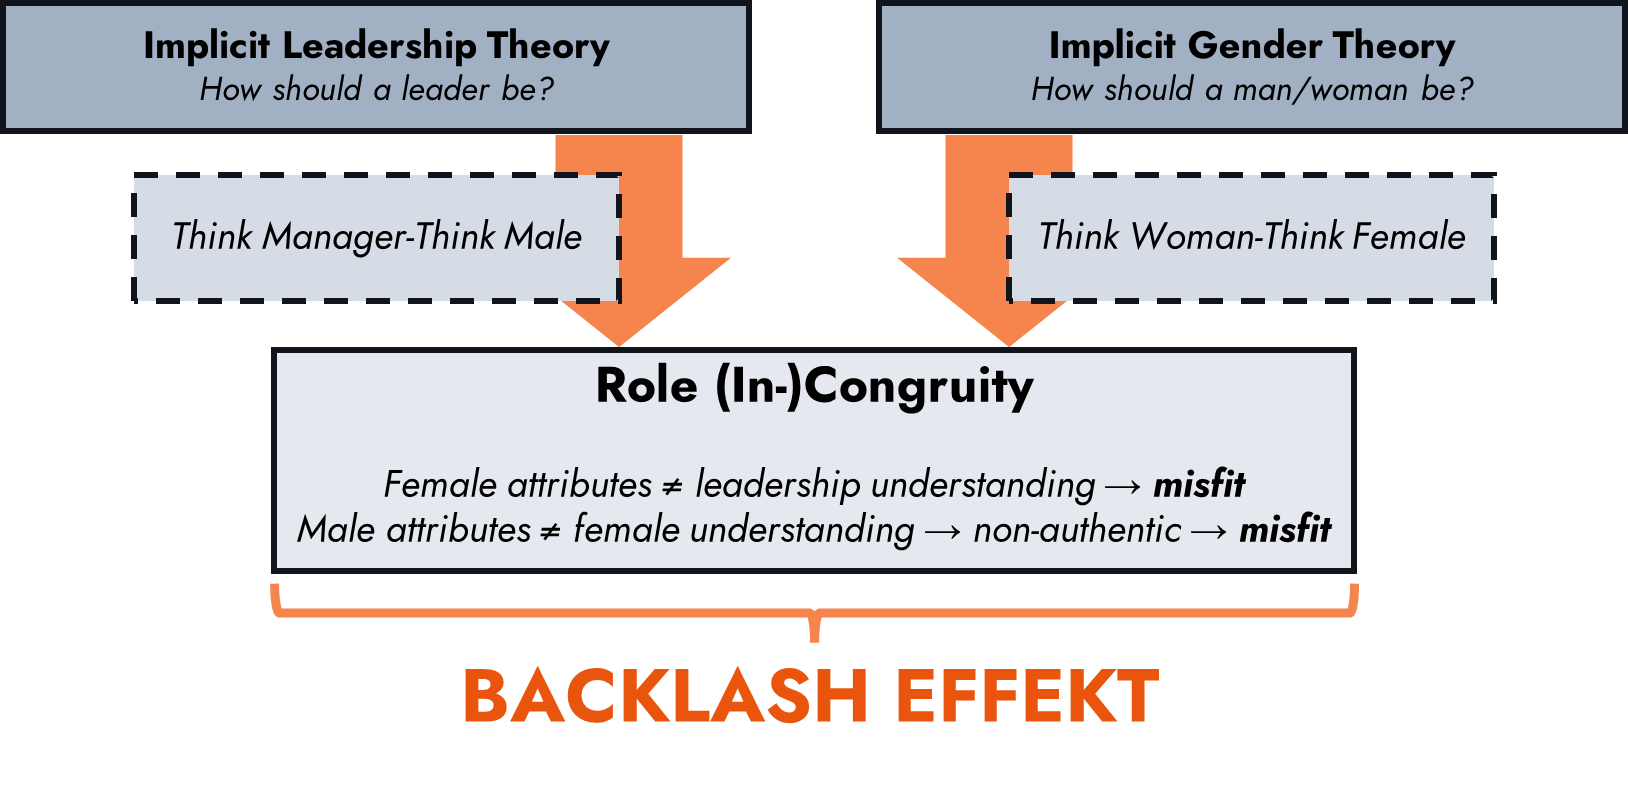 Implicit Leadership Theory
How should a leader be?
Implicit Gender Theory
How should a man/woman be?
Think Manager-Think Male
Think Woman-Think Female
Role (In-)Congruity
Female attributes ≠ leadership understanding → misfit
Male attributes ≠ female understanding → non-authentic → misfit
BACKLASH EFFEKT